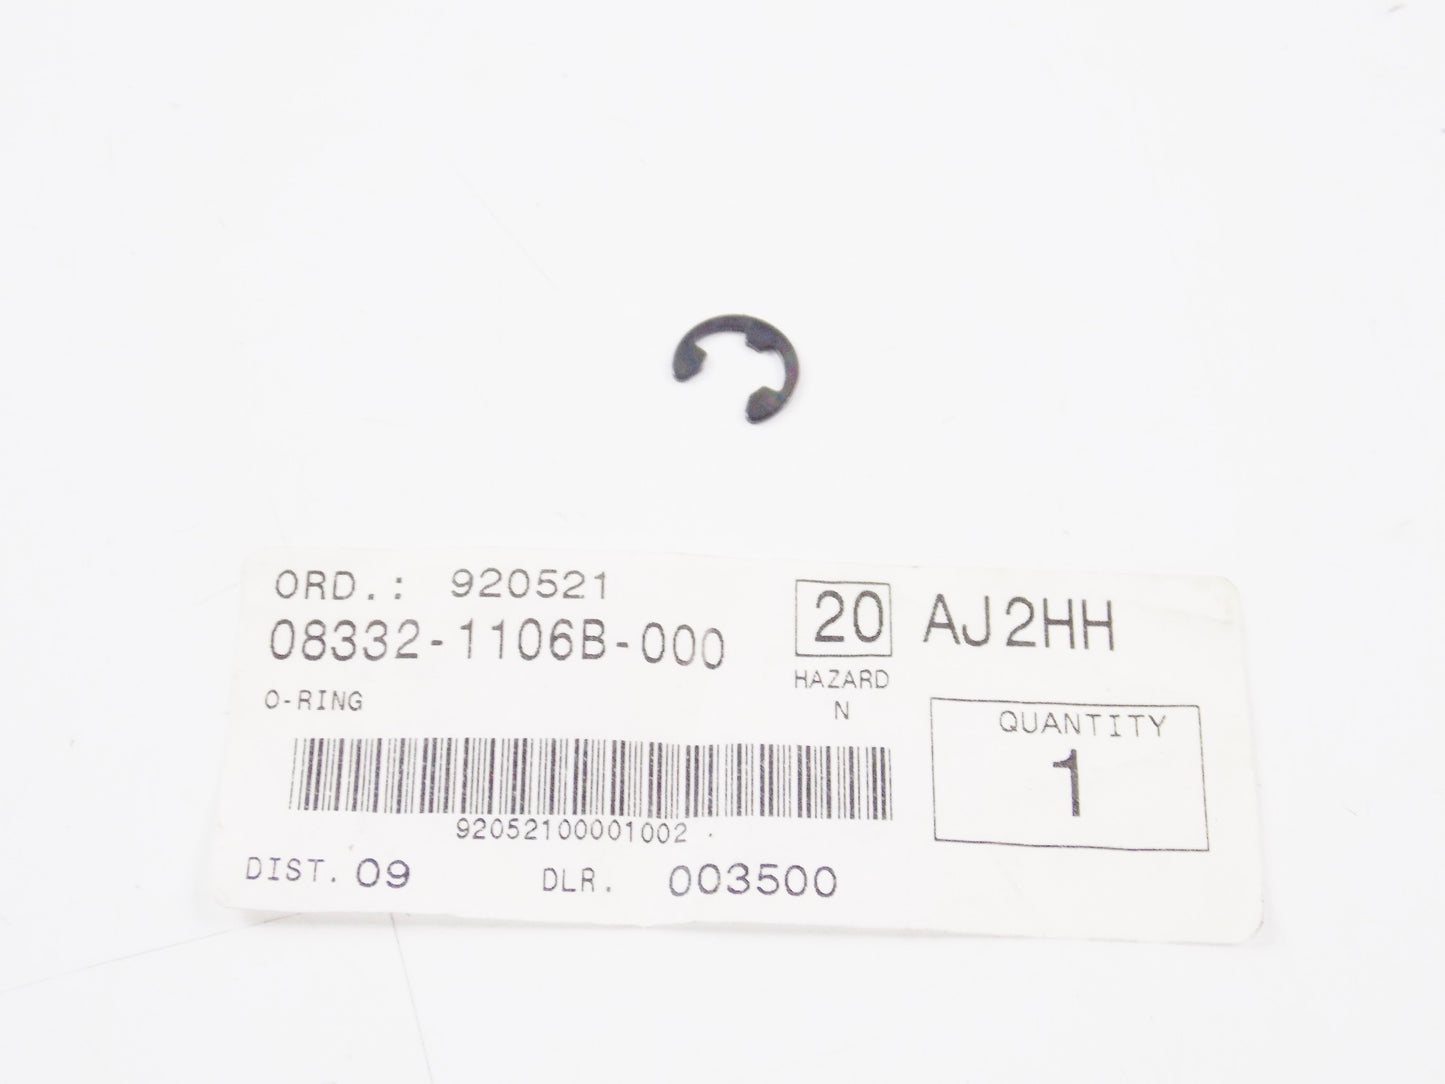 ORD.: 920521
08332-1106B-000
O-RING
20 AJ2HH
HAZARD
N
QUANTITY
1
92052100001002
DIST. 09 DLR. 003500